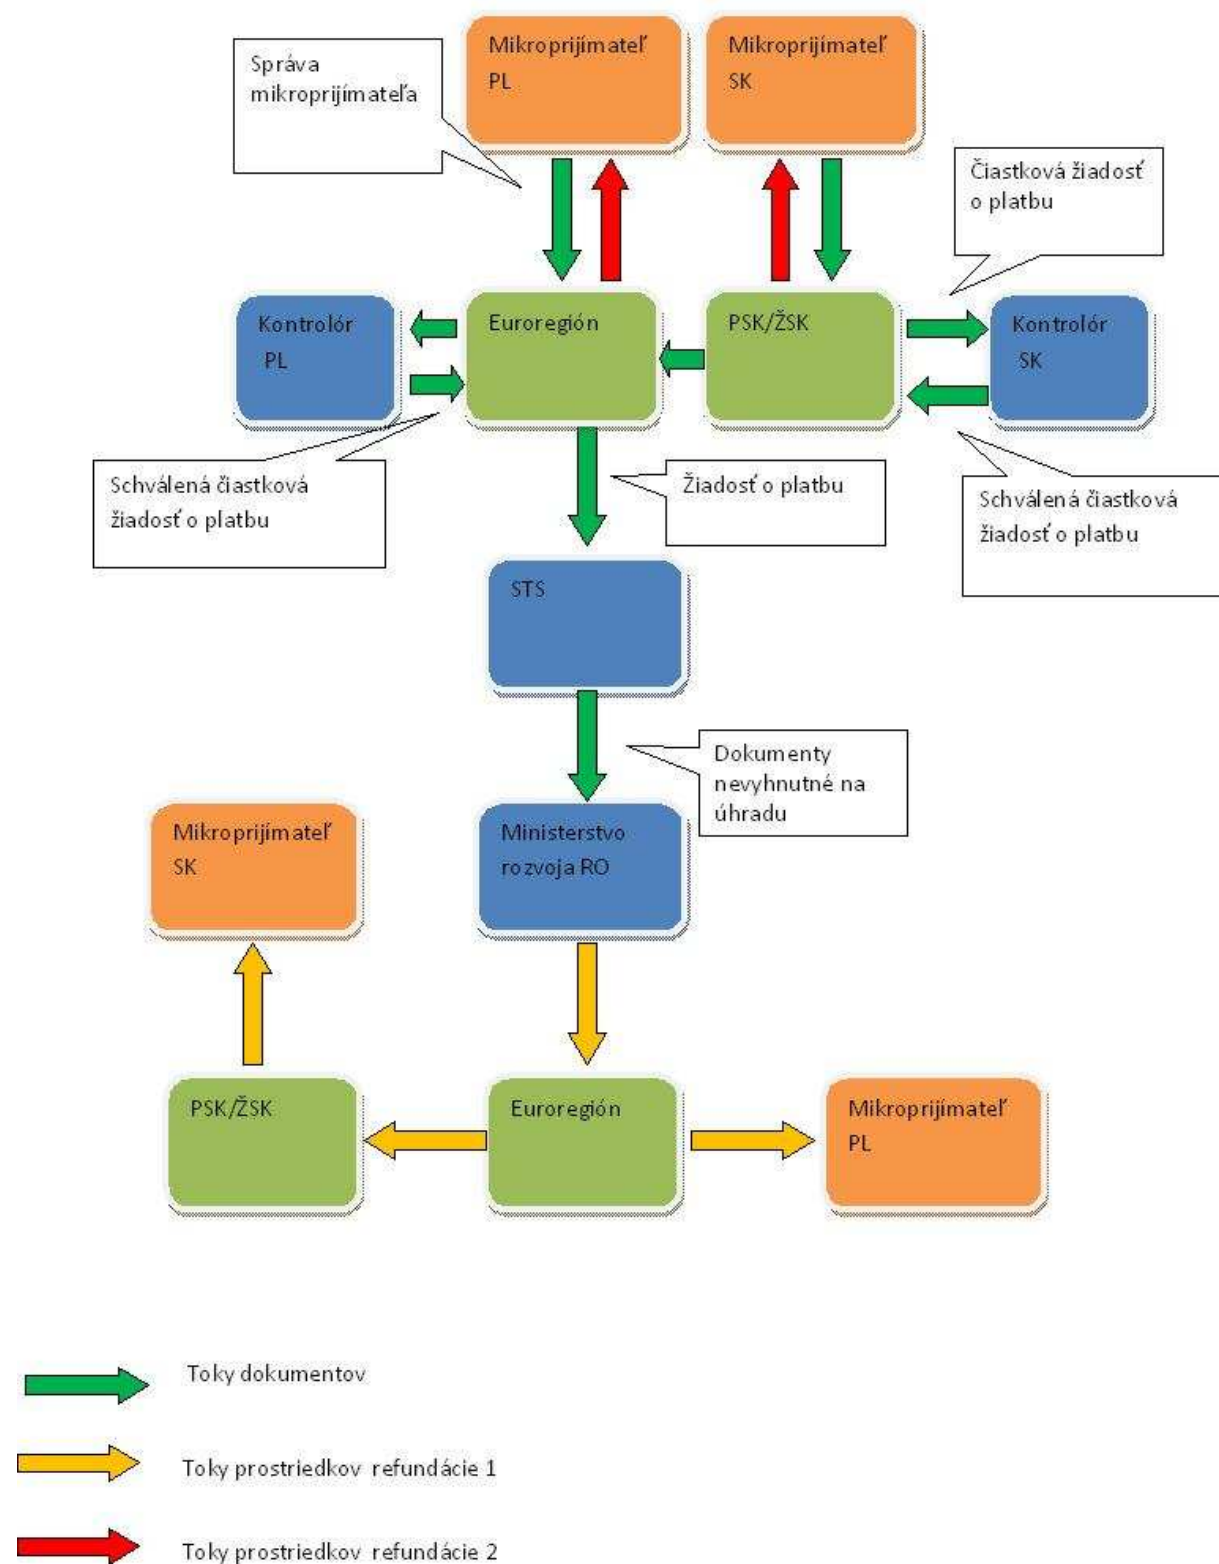 Správa
mikroprijímateľa
Mikroprijímateľ
PL
Mikroprijímateľ
SK
Čiastková žiadosť
o platbu
Kontrolór
PL
Euroregión
PSK/ŽSK
Kontrolór
SK
Schválená čiastková
žiadosť o platbu
Žiadosť o platbu
Schválená čiastková
žiadosť o platbu
STS
Dokumenty
nevyhnutné na
úhradu
Mikroprijímateľ
SK
Ministerstvo
rozvoja RO
PSK/ŽSK
Euroregión
Mikroprijímateľ
PL
Toky dokumentov
Toky prostriedkov refundácie 1
Toky prostriedkov refundácie 2